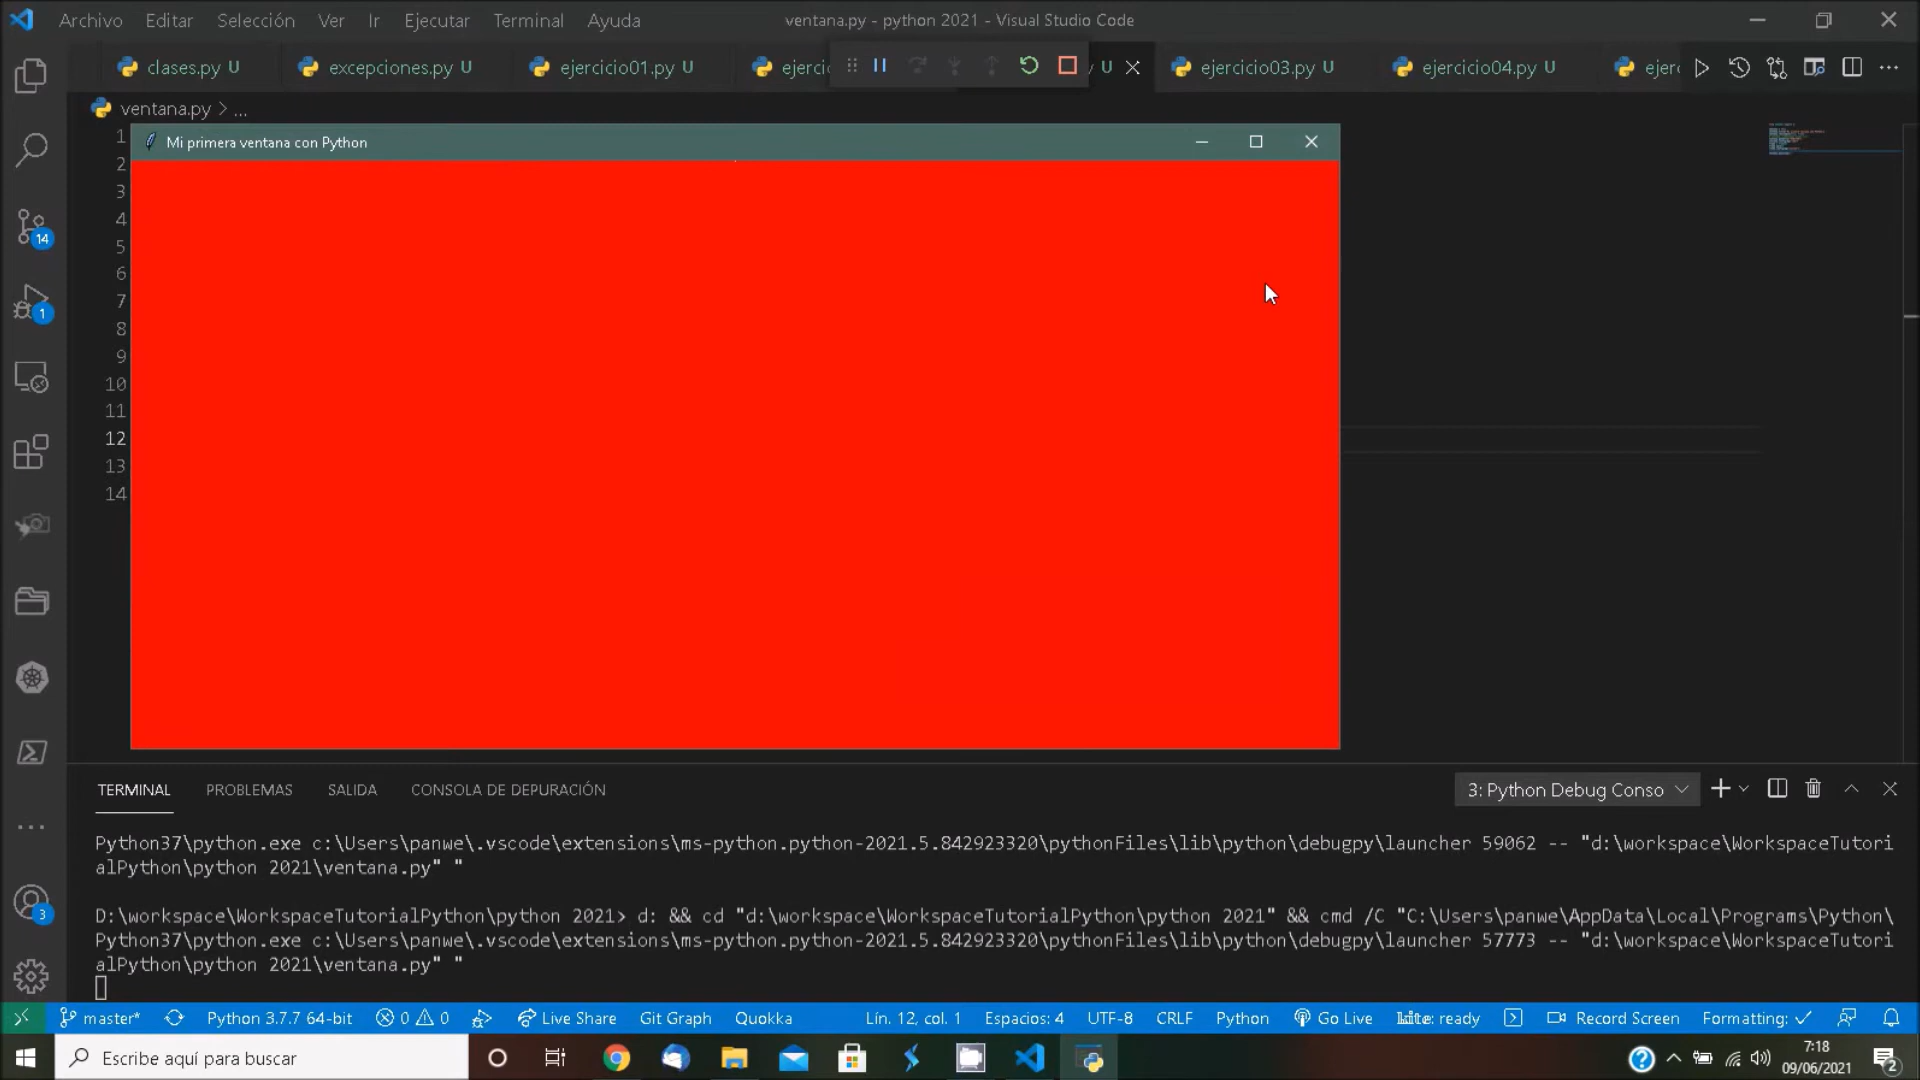 Archivo Editar Selección Ver Ir Ejecutar Terminal Ayuda
ventana.py - python 2021 - Visual Studio Code
clases.py U
excepciones.py U
ejercicio01.py U
U
ejercicio03.py U
ejercicio04.py U
ventana.py > ...
Mi primera ventana con Python
1
2
3
4
5
6
7
8
9
10
11
12
13
14
14
1
3
TERMINAL PROBLEMAS SALIDA CONSOLA DE DEPURACIÓN
3: Python Debug Conso
Python37\python.exe c:\Users\panwe\.vscode\extensions\ms-python.python-2021.5.842923320\pythonFiles\lib\python\debugpy\launcher 59062 -- "d:\workspace\WorkspaceTutori
alPython\python 2021\ventana.py" "
D:\workspace\WorkspaceTutorialPython\python 2021> d: && cd "d:\workspace\WorkspaceTutorialPython\python 2021" && cmd /C "C:\Users\panwe\AppData\Local\Programs\Python\
Python37\python.exe c:\Users\panwe\.vscode\extensions\ms-python.python-2021.5.842923320\pythonFiles\lib\python\debugpy\launcher 57773 -- "d:\workspace\WorkspaceTutori
alPython\python 2021\ventana.py" "
master* Python 3.7.7 64-bit 0 0 Live Share Git Graph Quokka Lín. 12, col. 1 Espacios: 4 UTF-8 CRLF Python Go Live kite: ready Record Screen Formatting: ✓
Escribe aquí para buscar
7:18
09/06/2021
2